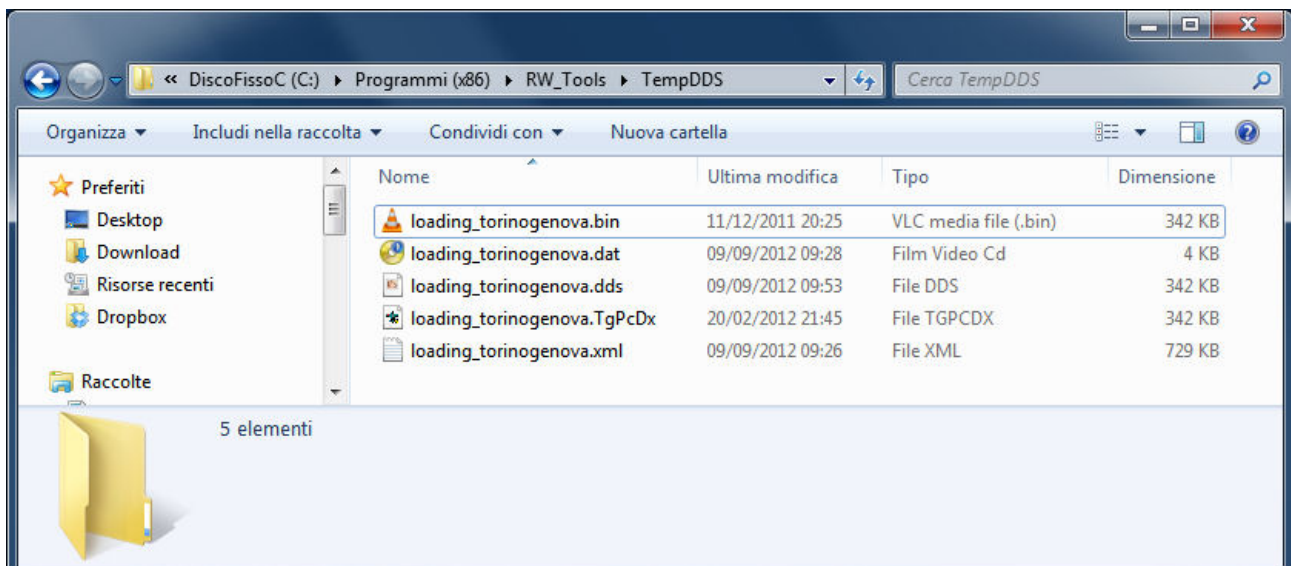 « DiscoFissoC (C:) Programmi (x86) RW_Tools TempDDS Cerca TempDDS
Organizza Includi nella raccolta Condividi con Nuova cartella
Preferiti
Desktop
Download
Risorse recenti
Dropbox
Raccolte
Nome Ultima modifica Tipo Dimensione
loading_torinogenova.bin 11/12/2011 20:25 VLC media file (.bin) 342 KB
loading_torinogenova.dat 09/09/2012 09:28 Film Video Cd 4 KB
loading_torinogenova.dds 09/09/2012 09:53 File DDS 342 KB
loading_torinogenova.TgPcDx 20/02/2012 21:45 File TGPCDX 342 KB
loading_torinogenova.xml 09/09/2012 09:26 File XML 729 KB
5 elementi